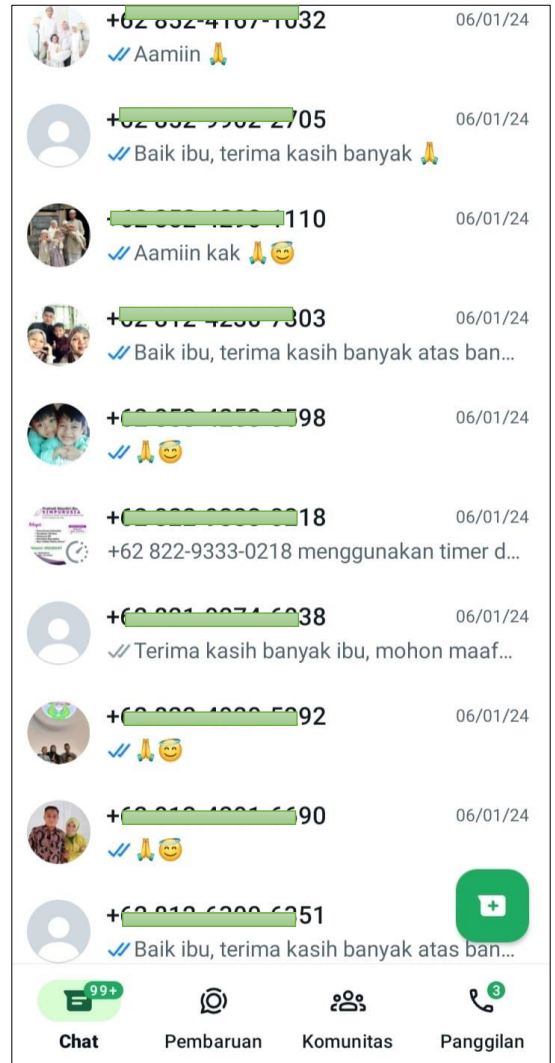 + 032 06/01/24
Aamiin 🙏
+ 705 06/01/24
Baik ibu, terima kasih banyak 🙏
110 06/01/24
Aamiin kak 🙏😇
+ 303 06/01/24
Baik ibu, terima kasih banyak atas ban...
+ 98 06/01/24
🙏😇
+ 18 06/01/24
+62 822-9333-0218 menggunakan timer d...
+ 38 06/01/24
Terima kasih banyak ibu, mohon maaf...
+ 92 06/01/24
🙏😇
+ 90 06/01/24
🙏😇
+ 51
Baik ibu, terima kasih banyak atas ban...
99+ 3
Chat Pembaruan Komunitas Panggilan